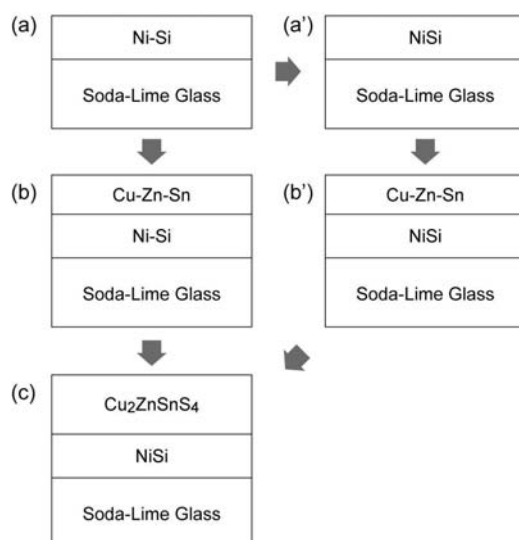 (a)
Ni-Si
Soda-Lime Glass
(a')
NiSi
Soda-Lime Glass
(b)
Cu-Zn-Sn
Ni-Si
Soda-Lime Glass
(b')
Cu-Zn-Sn
NiSi
Soda-Lime Glass
(c)
Cu₂ZnSnS₄
NiSi
Soda-Lime Glass